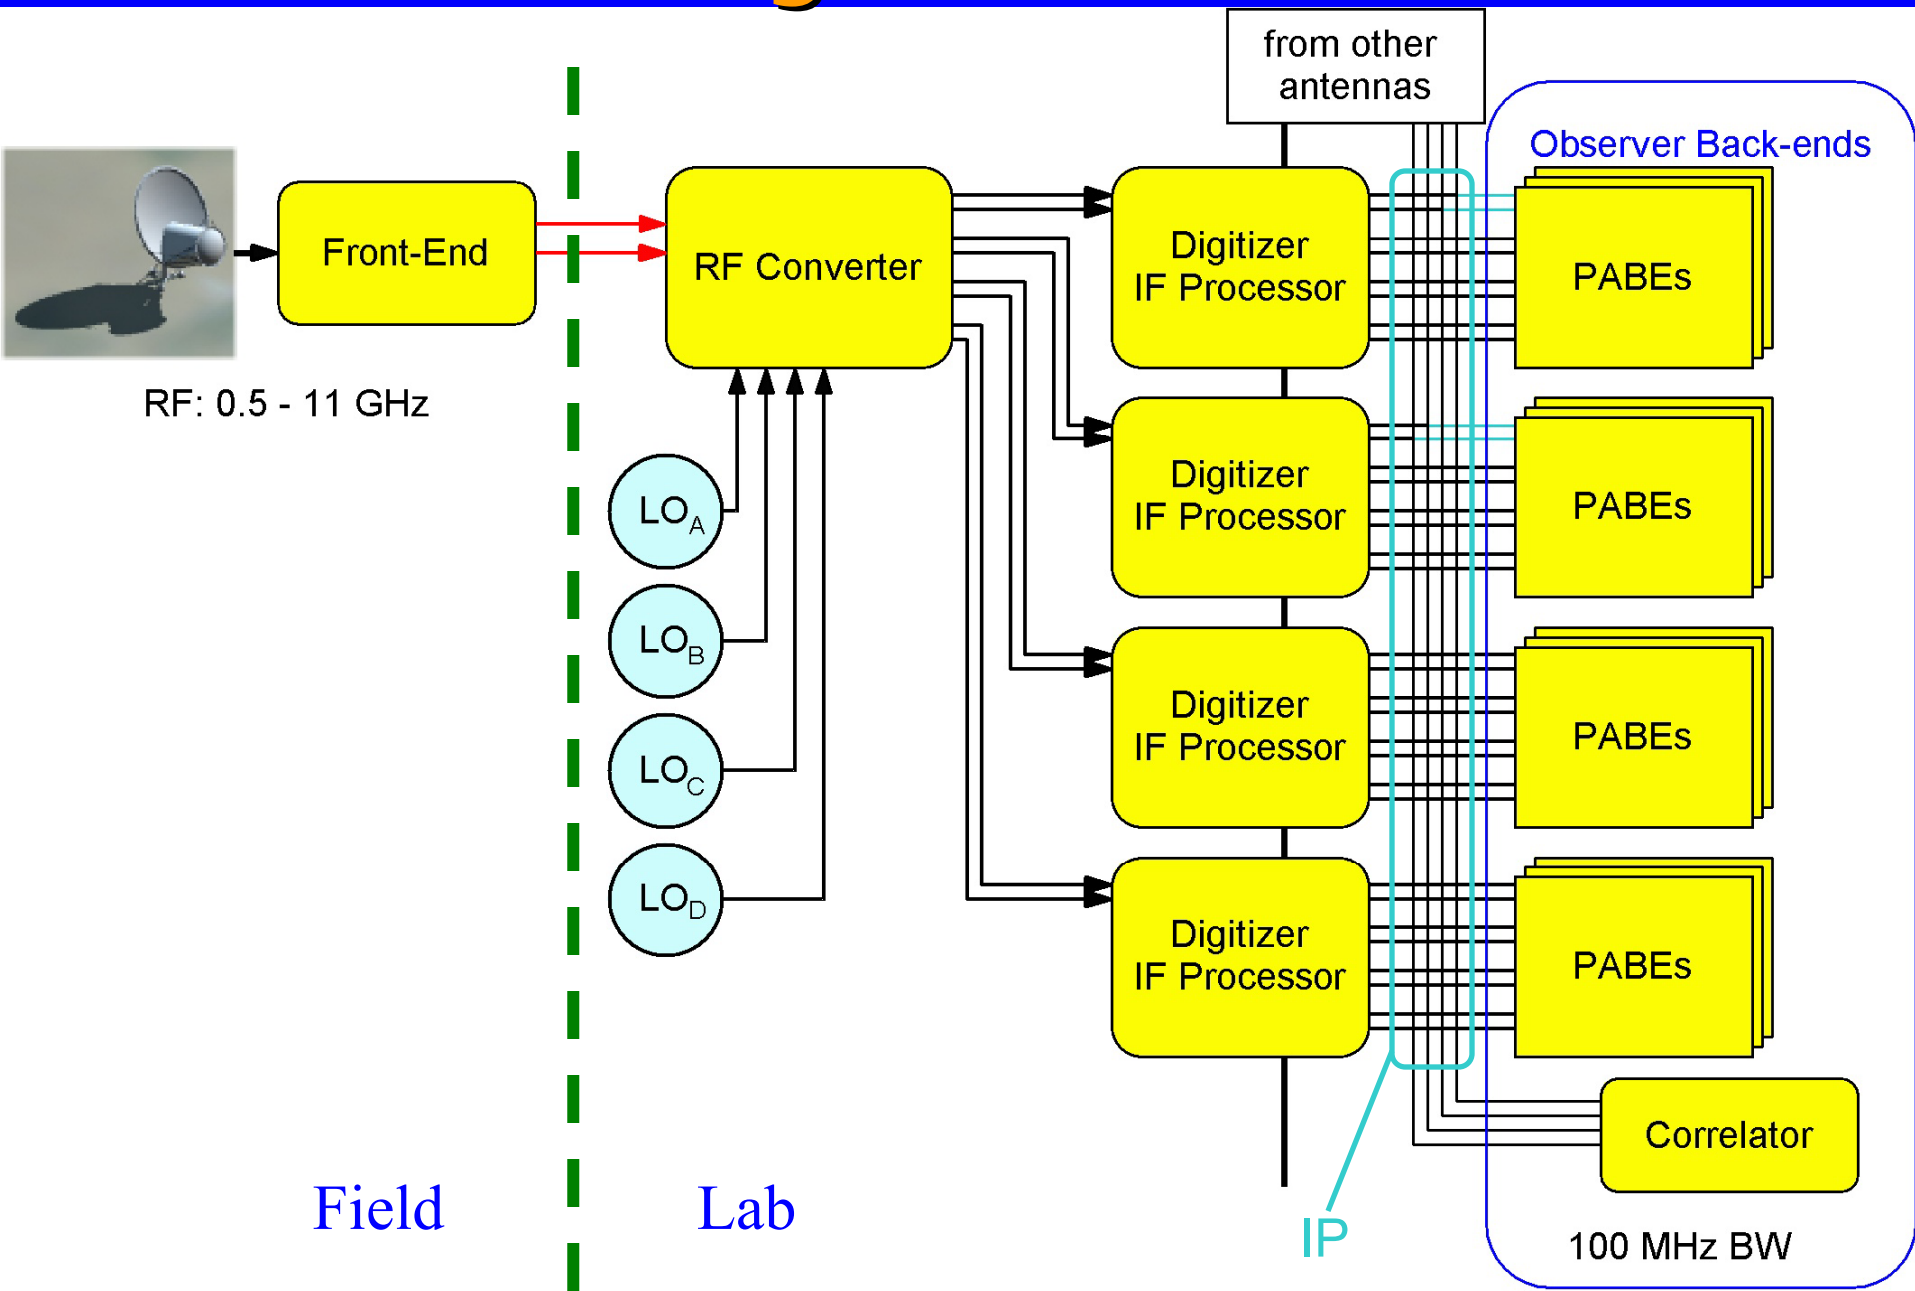 from other
antennas
Observer Back-ends
Front-End
RF Converter
Digitizer
IF Processor
PABEs
RF: 0.5 - 11 GHz
LOA
Digitizer
IF Processor
PABEs
LOB
LOC
Digitizer
IF Processor
PABEs
LOD
Digitizer
IF Processor
PABEs
Correlator
Field
Lab
IP
100 MHz BW